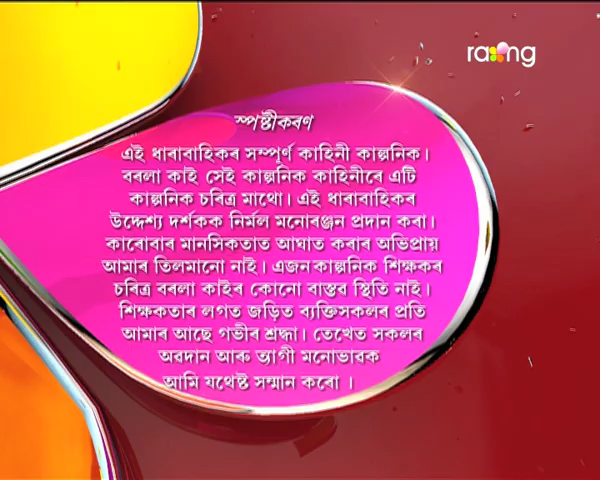 rang
স্পষ্টীকৰণ
এই ধাৰাবাহিকৰ সম্পূৰ্ণ কাহিনী কাল্পনিক।
বৰলা কাই সেই কাল্পনিক কাহিনীৰে এটি
কাল্পনিক চৰিত্ৰ মাথো। এই ধাৰাবাহিকৰ
উদ্দেশ্য দৰ্শকক নিৰ্মল মনোৰঞ্জন প্ৰদান কৰা।
কাৰোবাৰ মানসিকতাত আঘাত কৰাৰ অভিপ্ৰায়
আমাৰ তিলমানো নাই। এজন কাল্পনিক শিক্ষকৰ
চৰিত্ৰ বৰলা কাইৰ কোনো বাস্তৱ স্থিতি নাই।
শিক্ষকতাৰ লগত জড়িত ব্যক্তিসকলৰ প্ৰতি
আমাৰ আছে গভীৰ শ্ৰদ্ধা। তেখেত সকলৰ
অৱদান আৰু ত্যাগী মনোভাৱক
আমি যথেষ্ট সন্মান কৰো ।